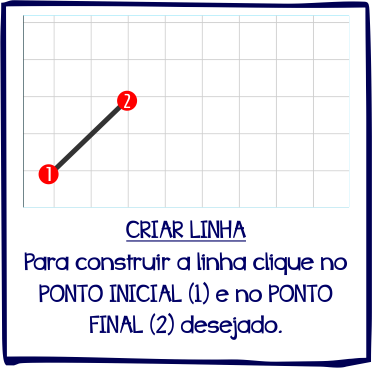 2
1
CRIAR LINHA
Para construir a linha clique no
PONTO INICIAL (1) e no PONTO
FINAL (2) desejado.